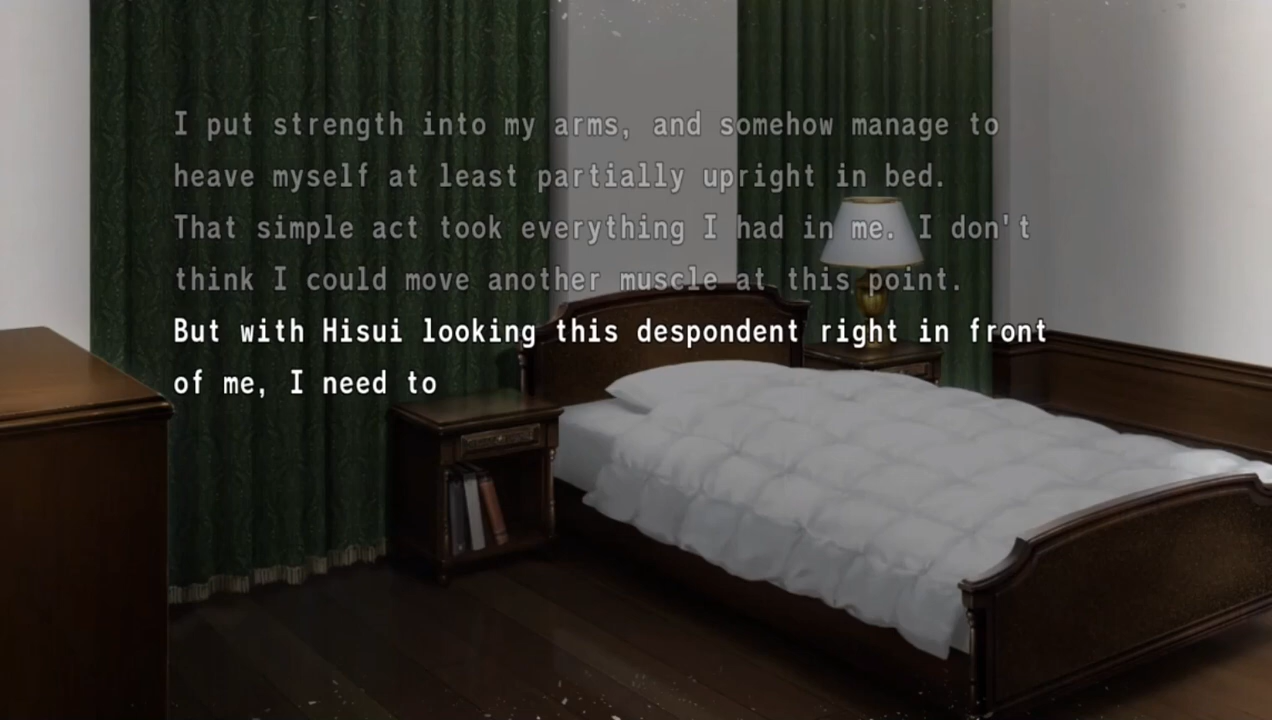 I put strength into my arms, and somehow manage to
heave myself at least partially upright in bed.
That simple act took everything I had in me. I don't
think I could move another muscle at this point.
But with Hisui looking this despondent right in front
of me, I need to